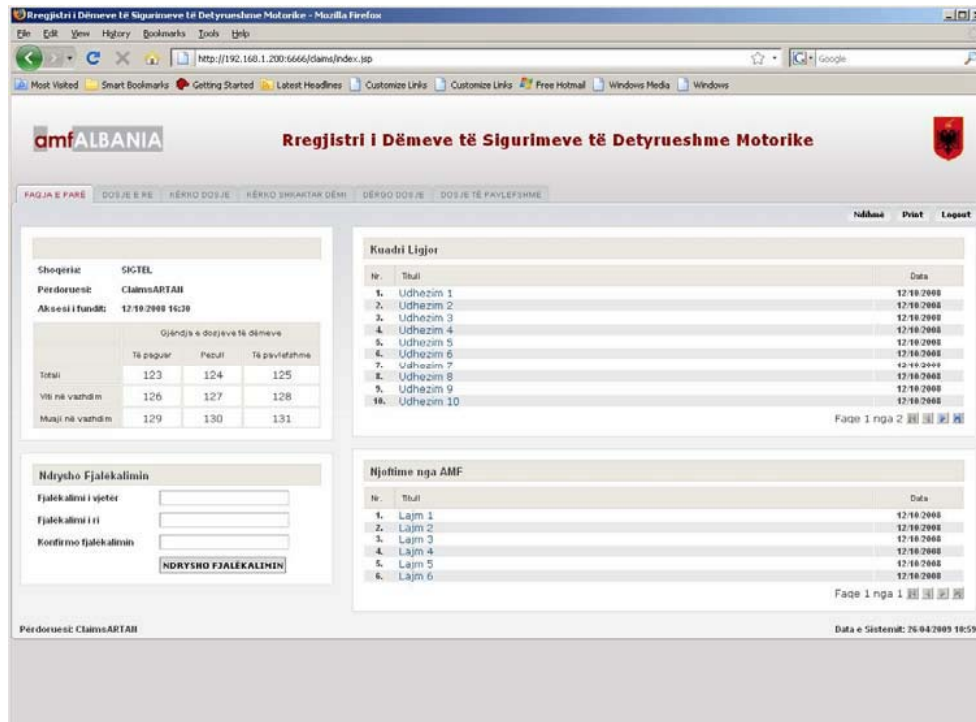 Rregjistri i Dëmeve të Sigurimeve të Detyrueshme Motorike - Mozilla Firefox
File Edit View History Bookmarks Tools Help
http://192.168.1.200:6666/claims/index.jsp
Google
Most Visited Smart Bookmarks Getting Started Latest Headlines Customize Links Customize Links Free Hotmail Windows Media Windows
amfALBANIA
Rregjistri i Dëmeve të Sigurimeve të Detyrueshme Motorike
FAQJA E PARË DOSJE E RE KËRKO DOSJE KËRKO SHKAKTAR DËMI DËRGO DOSJE DOSJE TË PAVLEFSHME
Ndihmë Print Logout
Shoqëria: SIGTEL
Përdoruesi: ClaimsARTAN
Aksesi i fundit: 12/10/2008 16:30
Gjëndja e dosjeve të dëmeve
Të paguar Pezull Të pavlefshme
Totali 123 124 125
Viti në vazhdim 126 127 128
Muaji në vazhdim 129 130 131
Ndrysho Fjalëkalimin
Fjalëkalimi i vjetër
Fjalëkalimi i ri
Konfirmo fjalëkalimin
NDRYSHO FJALËKALIMIN
Kuadri Ligjor
Nr. Titull Data
1. Udhezim 1 12/10/2008
2. Udhezim 2 12/10/2008
3. Udhezim 3 12/10/2008
4. Udhezim 4 12/10/2008
5. Udhezim 5 12/10/2008
6. Udhezim 6 12/10/2008
7. Udhezim 7 12/10/2008
8. Udhezim 8 12/10/2008
9. Udhezim 9 12/10/2008
10. Udhezim 10 12/10/2008
Faqe 1 nga 2
Njoftime nga AMF
Nr. Titull Data
1. Lajm 1 12/10/2008
2. Lajm 2 12/10/2008
3. Lajm 3 12/10/2008
4. Lajm 4 12/10/2008
5. Lajm 5 12/10/2008
6. Lajm 6 12/10/2008
Faqe 1 nga 1
Përdoruesi: ClaimsARTAN
Data e Sistemit: 26/04/2009 10:59